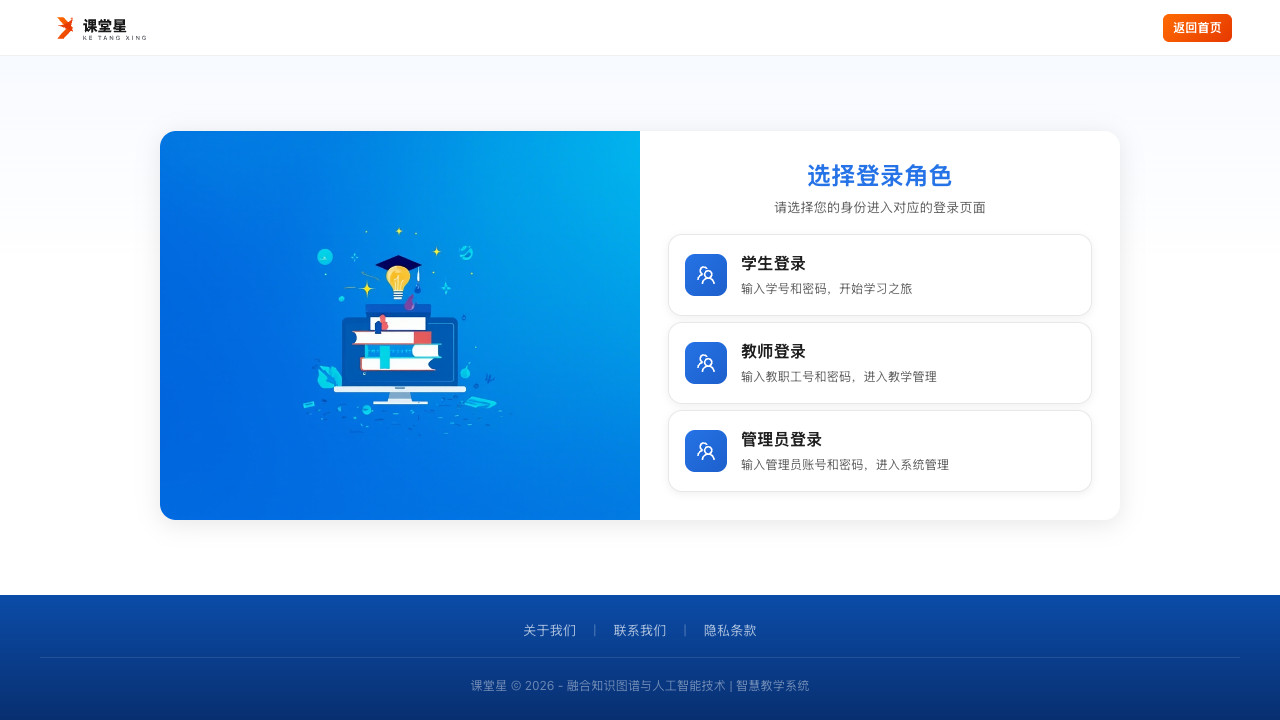 课堂星
KE TANG XING
返回首页
选择登录角色
请选择您的身份进入对应的登录页面
学生登录
输入学号和密码，开始学习之旅
教师登录
输入教职工号和密码，进入教学管理
管理员登录
输入管理员账号和密码，进入系统管理
关于我们 | 联系我们 | 隐私条款
课堂星 © 2026 - 融合知识图谱与人工智能技术 | 智慧教学系统